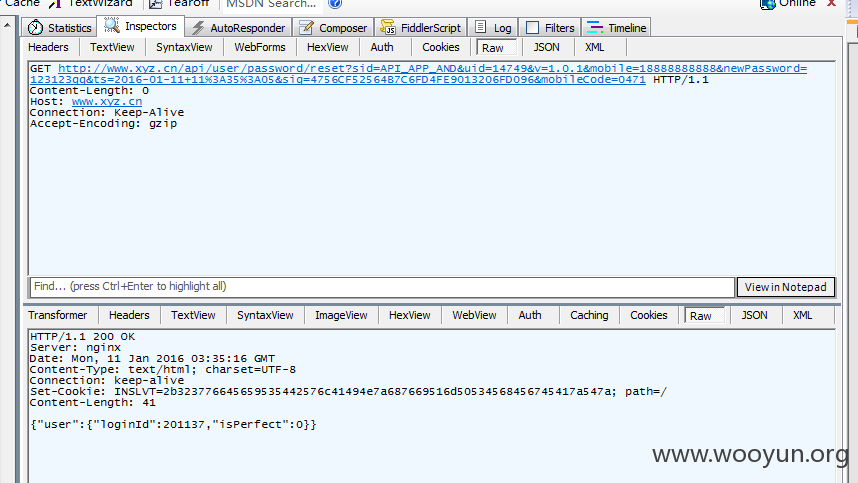 Cache TextWizard Tearoff MSDN Search... Online
Statistics Inspectors AutoResponder Composer FiddlerScript Log Filters Timeline
Headers TextView SyntaxView WebForms HexView Auth Cookies Raw JSON XML
GET http://www.xyz.cn/api/user/password/reset?sid=API_APP_AND&uid=14749&v=1.0.1&mobile=18888888888&newPassword=
123123qq&ts=2016-01-11+11%3A35%3A05&sig=4756CF52564B7C6FD4FE9013206FD096&mobileCode=0471 HTTP/1.1
Content-Length: 0
Host: www.xyz.cn
Connection: Keep-Alive
Accept-Encoding: gzip
Find... (press Ctrl+Enter to highlight all) View in Notepad
Transformer Headers TextView SyntaxView ImageView HexView WebView Auth Caching Cookies Raw JSON XML
HTTP/1.1 200 OK
Server: nginx
Date: Mon, 11 Jan 2016 03:35:16 GMT
Content-Type: text/html; charset=UTF-8
Connection: keep-alive
Set-Cookie: INSLVT=2b323776645659535442576c41494e7a687669516d50534568456745417a547a; path=/
Content-Length: 41
{"user":{"loginId":201137,"isPerfect":0}}
www.wooyun.org